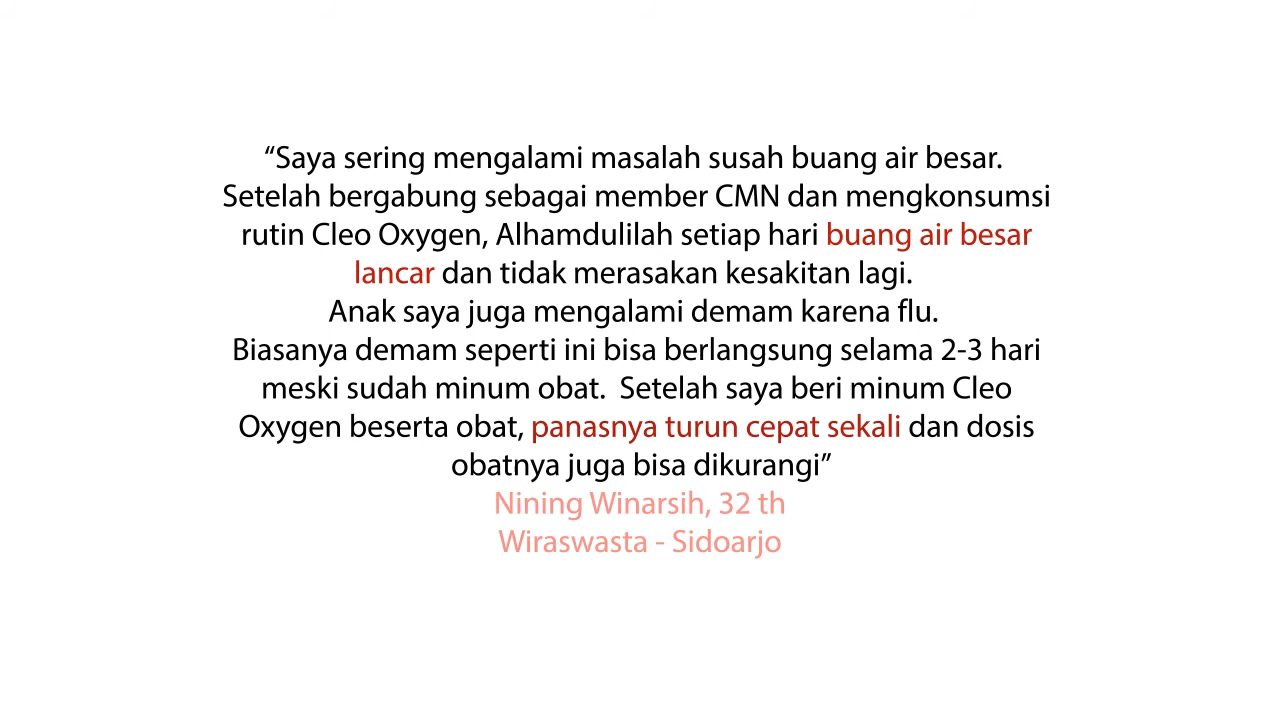 “Saya sering mengalami masalah susah buang air besar.
Setelah bergabung sebagai member CMN dan mengkonsumsi
rutin Cleo Oxygen, Alhamdulilah setiap hari buang air besar
lancar dan tidak merasakan kesakitan lagi.
Anak saya juga mengalami demam karena flu.
Biasanya demam seperti ini bisa berlangsung selama 2-3 hari
meski sudah minum obat.  Setelah saya beri minum Cleo
Oxygen beserta obat, panasnya turun cepat sekali dan dosis
obatnya juga bisa dikurangi”
Nining Winarsih, 32 th
Wiraswasta - Sidoarjo